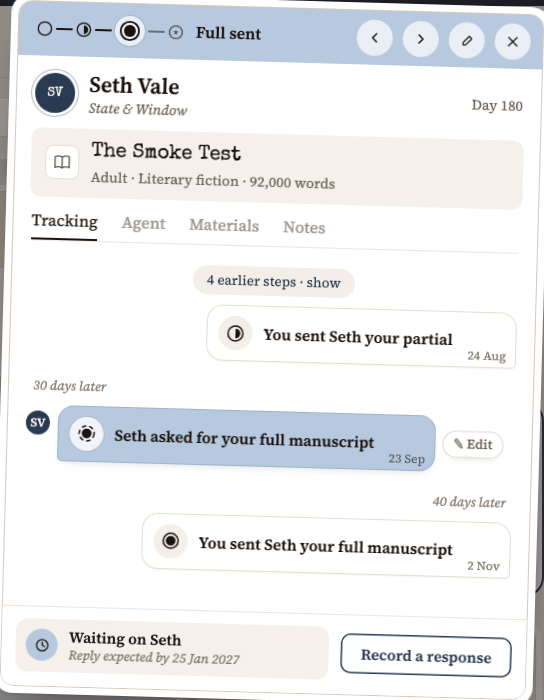 Full sent
SV
Seth Vale
State & Window
Day 180
The Smoke Test
Adult · Literary fiction · 92,000 words
Tracking Agent Materials Notes
4 earlier steps · show
You sent Seth your partial
24 Aug
30 days later
SV
Seth asked for your full manuscript
23 Sep
✎ Edit
40 days later
You sent Seth your full manuscript
2 Nov
Waiting on Seth
Reply expected by 25 Jan 2027
Record a response